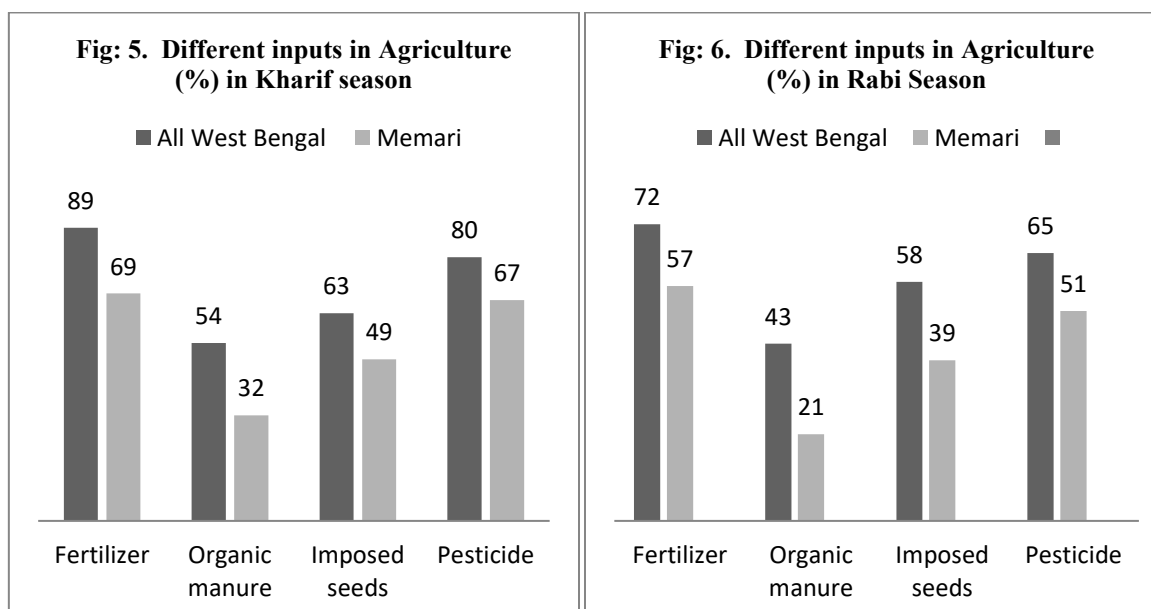 Fig: 5. Different inputs in Agriculture
(%) in Kharif season
All West Bengal Memari
89
69
54
32
63
49
80
67
Fertilizer Organic Imposed Pesticide
manure seeds
Fig: 6. Different inputs in Agriculture
(%) in Rabi Season
All West Bengal Memari
72
57
43
21
58
39
65
51
Fertilizer Organic Imposed Pesticide
manure seeds